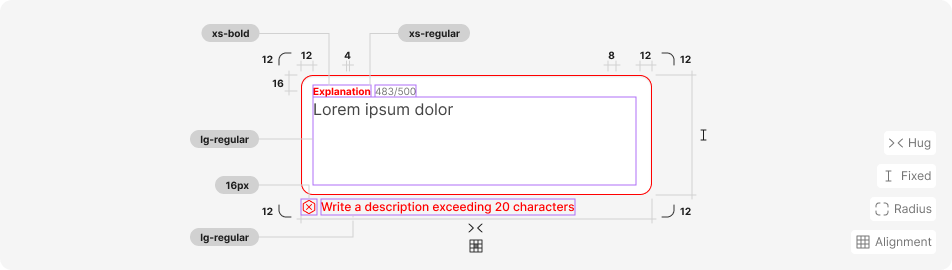 xs-bold
xs-regular
12 12 4 8 12 12
16
Explanation 483/500
Lorem ipsum dolor
lg-regular
Hug
Fixed
16px
Write a description exceeding 20 characters
12 12
Radius
lg-regular
Alignment